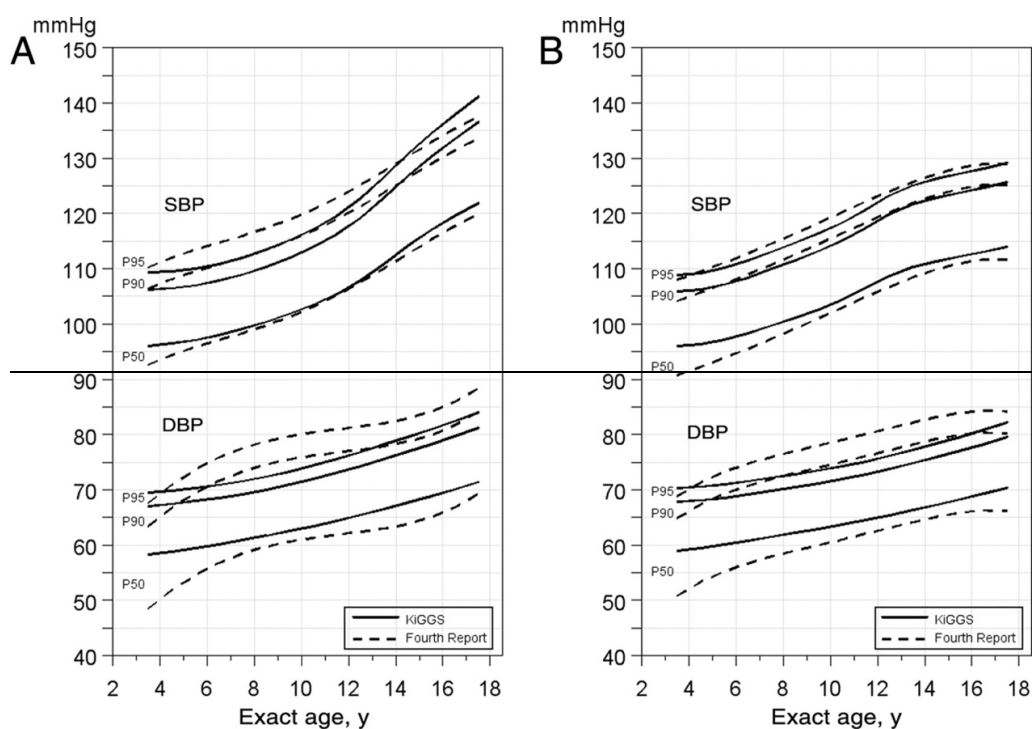 mmHg
A
150
140
130
120
110
100
90
80
70
60
50
40
SBP
P95
P90
P50
DBP
P95
P90
P50
KiGGS
Fourth Report
2 4 6 8 10 12 14 16 18
Exact age, y
mmHg
B
150
140
130
120
110
100
90
80
70
60
50
40
SBP
P95
P90
P50
DBP
P95
P90
P50
KiGGS
Fourth Report
2 4 6 8 10 12 14 16 18
Exact age, y